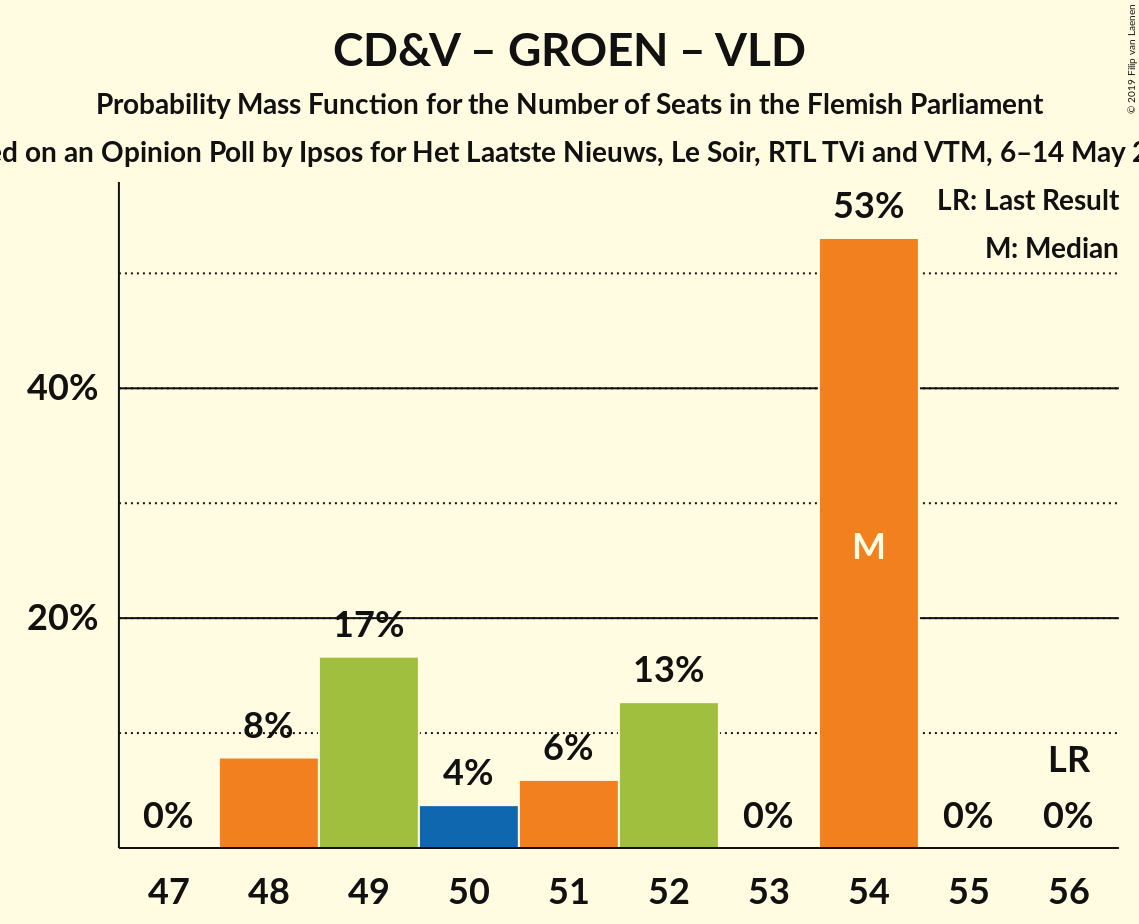 CD&V – GROEN – VLD
Probability Mass Function for the Number of Seats in the Flemish Parliament
on an Opinion Poll by Ipsos for Het Laatste Nieuws, Le Soir, RTL TVi and VTM, 6–14 May
© 2019 Filip van Laenen
LR: Last Result
M: Median
53%
40%
M
20%
17%
13%
8%
6%
4%
LR
0%
0%
0%
0%
47 48 49 50 51 52 53 54 55 56